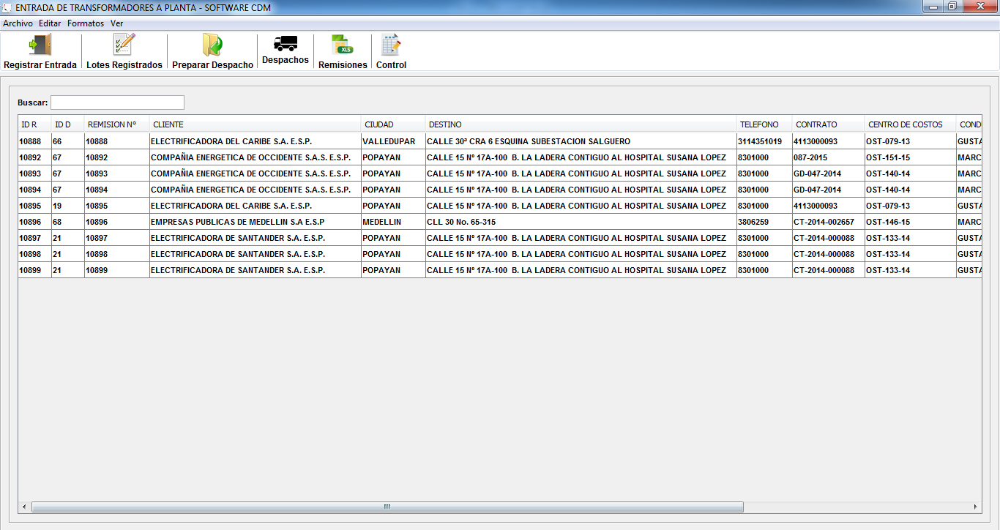 ENTRADA DE TRANSFORMADORES A PLANTA - SOFTWARE CDM
Archivo Editar Formatos Ver
Registrar Entrada Lotes Registrados Preparar Despacho Despachos XLS Remisiones Control
Buscar:
ID R ID D REMISION Nº CLIENTE CIUDAD DESTINO TELEFONO CONTRATO CENTRO DE COSTOS COND
10888 66 10888 ELECTRIFICADORA DEL CARIBE S.A. E.S.P. VALLEDUPAR CALLE 30ª CRA 6 ESQUINA SUBESTACION SALGUERO 3114351019 4113000093 OST-079-13 GUSTA
10892 67 10892 COMPAÑIA ENERGETICA DE OCCIDENTE S.A.S. E.S.P. POPAYAN CALLE 15 Nº 17A-100 B. LA LADERA CONTIGUO AL HOSPITAL SUSANA LOPEZ 8301000 087-2015 OST-151-15 MARC
10893 67 10893 COMPAÑIA ENERGETICA DE OCCIDENTE S.A.S. E.S.P. POPAYAN CALLE 15 Nº 17A-100 B. LA LADERA CONTIGUO AL HOSPITAL SUSANA LOPEZ 8301000 GD-047-2014 OST-140-14 MARC
10894 67 10894 COMPAÑIA ENERGETICA DE OCCIDENTE S.A.S. E.S.P. POPAYAN CALLE 15 Nº 17A-100 B. LA LADERA CONTIGUO AL HOSPITAL SUSANA LOPEZ 8301000 GD-047-2014 OST-140-14 MARC
10895 19 10895 ELECTRIFICADORA DEL CARIBE S.A. E.S.P. POPAYAN CALLE 15 Nº 17A-100 B. LA LADERA CONTIGUO AL HOSPITAL SUSANA LOPEZ 8301000 4113000093 OST-079-13 GUSTA
10896 68 10896 EMPRESAS PUBLICAS DE MEDELLIN S.A E.S.P MEDELLIN CLL 30 No. 65-315 3806259 CT-2014-002657 OST-146-15 MARC
10897 21 10897 ELECTRIFICADORA DE SANTANDER S.A. E.S.P. POPAYAN CALLE 15 Nº 17A-100 B. LA LADERA CONTIGUO AL HOSPITAL SUSANA LOPEZ 8301000 CT-2014-000088 OST-133-14 GUSTA
10898 21 10898 ELECTRIFICADORA DE SANTANDER S.A. E.S.P. POPAYAN CALLE 15 Nº 17A-100 B. LA LADERA CONTIGUO AL HOSPITAL SUSANA LOPEZ 8301000 CT-2014-000088 OST-133-14 GUSTA
10899 21 10899 ELECTRIFICADORA DE SANTANDER S.A. E.S.P. POPAYAN CALLE 15 Nº 17A-100 B. LA LADERA CONTIGUO AL HOSPITAL SUSANA LOPEZ 8301000 CT-2014-000088 OST-133-14 GUSTA